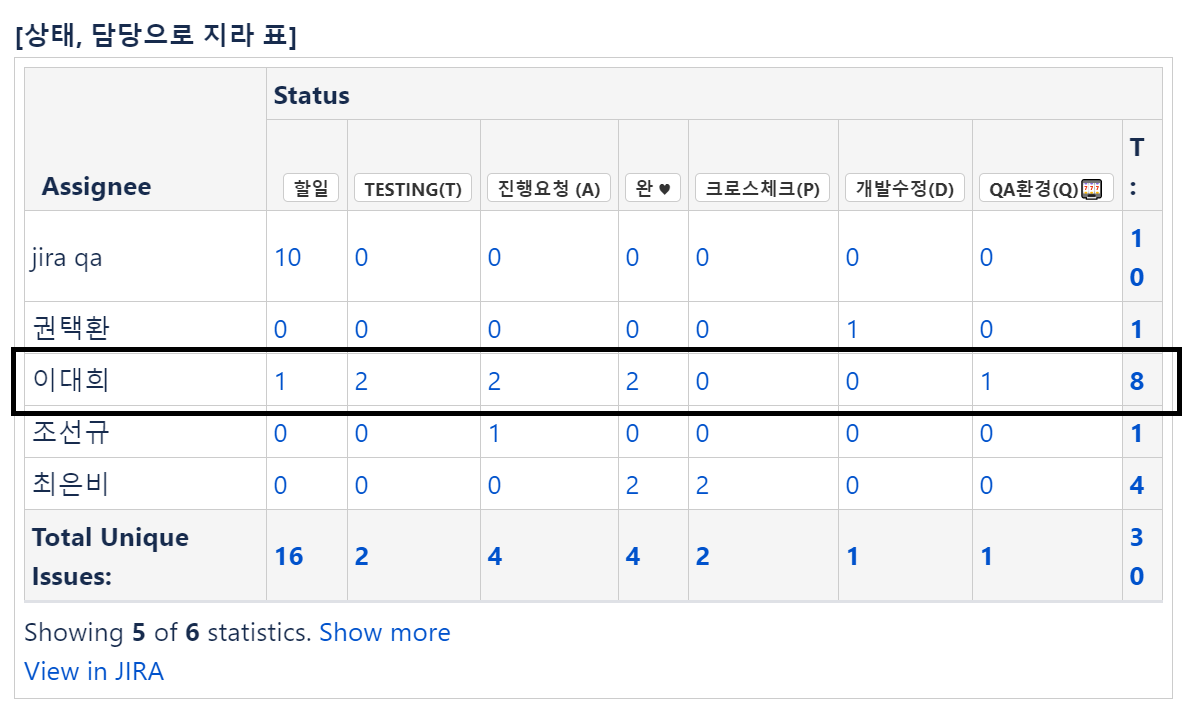 [상태, 담당으로 지라 표]
Status
Assignee 할일 TESTING(T) 진행요청 (A) 완 ♥ 크로스체크(P) 개발수정(D) QA환경(Q)🎰 T:
jira qa 10 0 0 0 0 0 0 10
권택환 0 0 0 0 0 1 0 1
이대희 1 2 2 2 0 0 1 8
조선규 0 0 1 0 0 0 0 1
최은비 0 0 0 2 2 0 0 4
Total Unique Issues: 16 2 4 4 2 1 1 30
Showing 5 of 6 statistics. Show more
View in JIRA